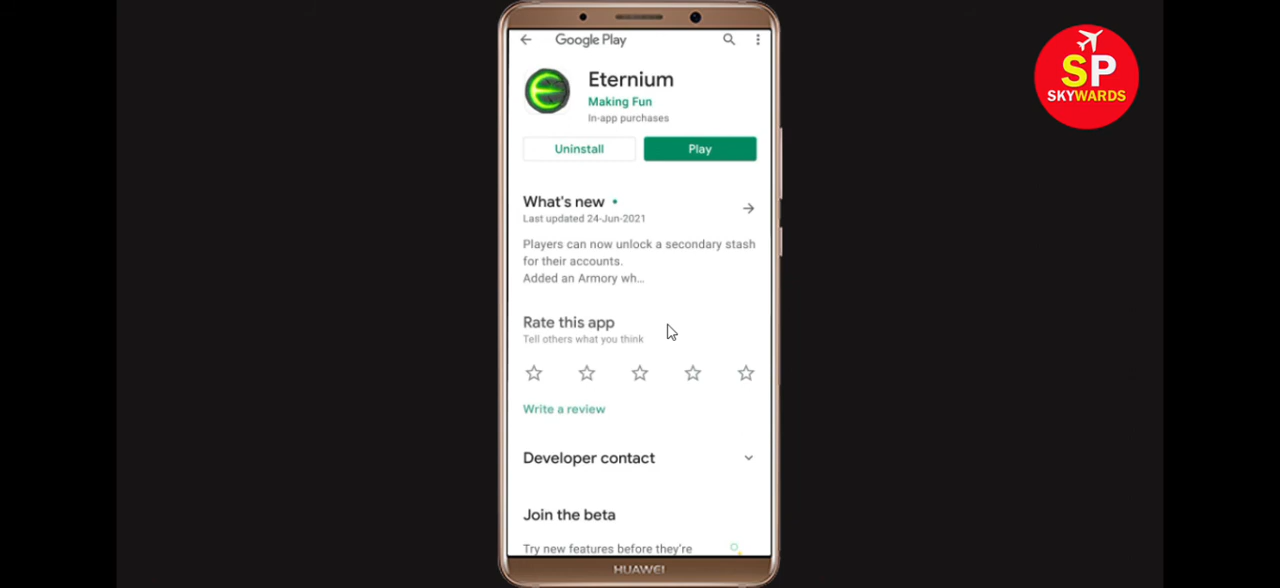 Google Play
Eternium
Making Fun
In-app purchases
Uninstall
Play
What's new
Last updated 24-Jun-2021
Players can now unlock a secondary stash
for their accounts.
Added an Armory wh...
Rate this app
Tell others what you think
Write a review
Developer contact
Join the beta
Try new features before they're
HUAWEI
SP
SKYWARDS